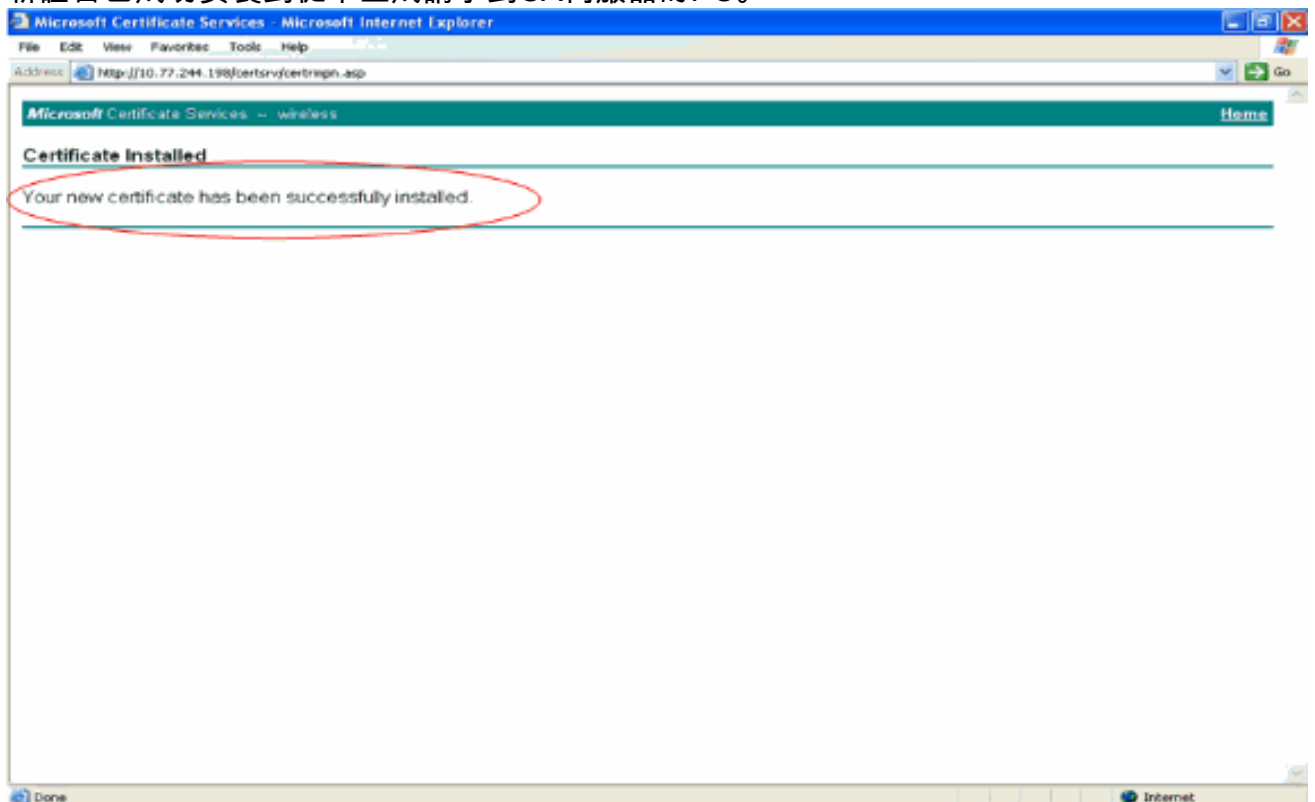 Microsoft Certificate Services - Microsoft Internet Explorer
File Edit View Favorites Tools Help
Address http://10.77.244.198/certsrv/certrmpn.asp Go
Microsoft Certificate Services -- wireless Home
Certificate Installed
Your new certificate has been successfully installed.
Done Internet